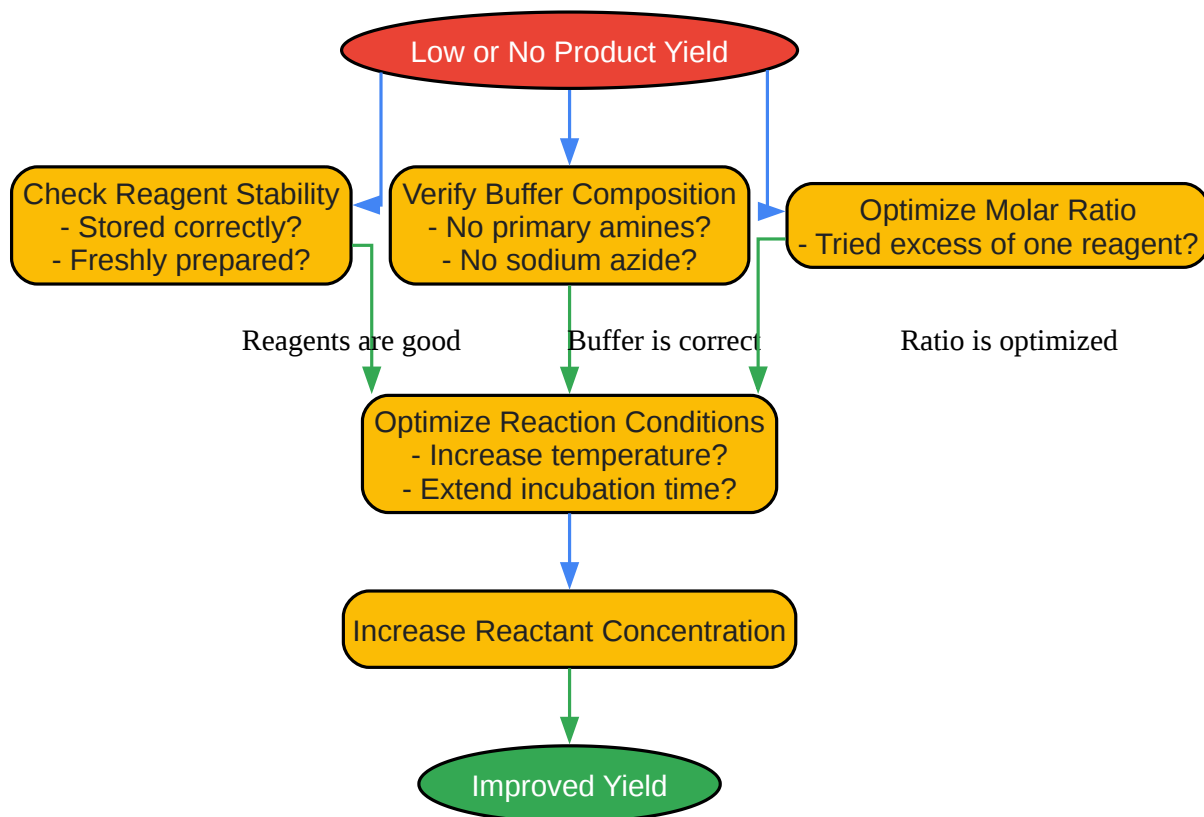 Low or No Product Yield
Check Reagent Stability
- Stored correctly?
- Freshly prepared?
Verify Buffer Composition
- No primary amines?
- No sodium azide?
Optimize Molar Ratio
- Tried excess of one reagent?
Reagents are good
Buffer is correct
Ratio is optimized
Optimize Reaction Conditions
- Increase temperature?
- Extend incubation time?
Increase Reactant Concentration
Improved Yield